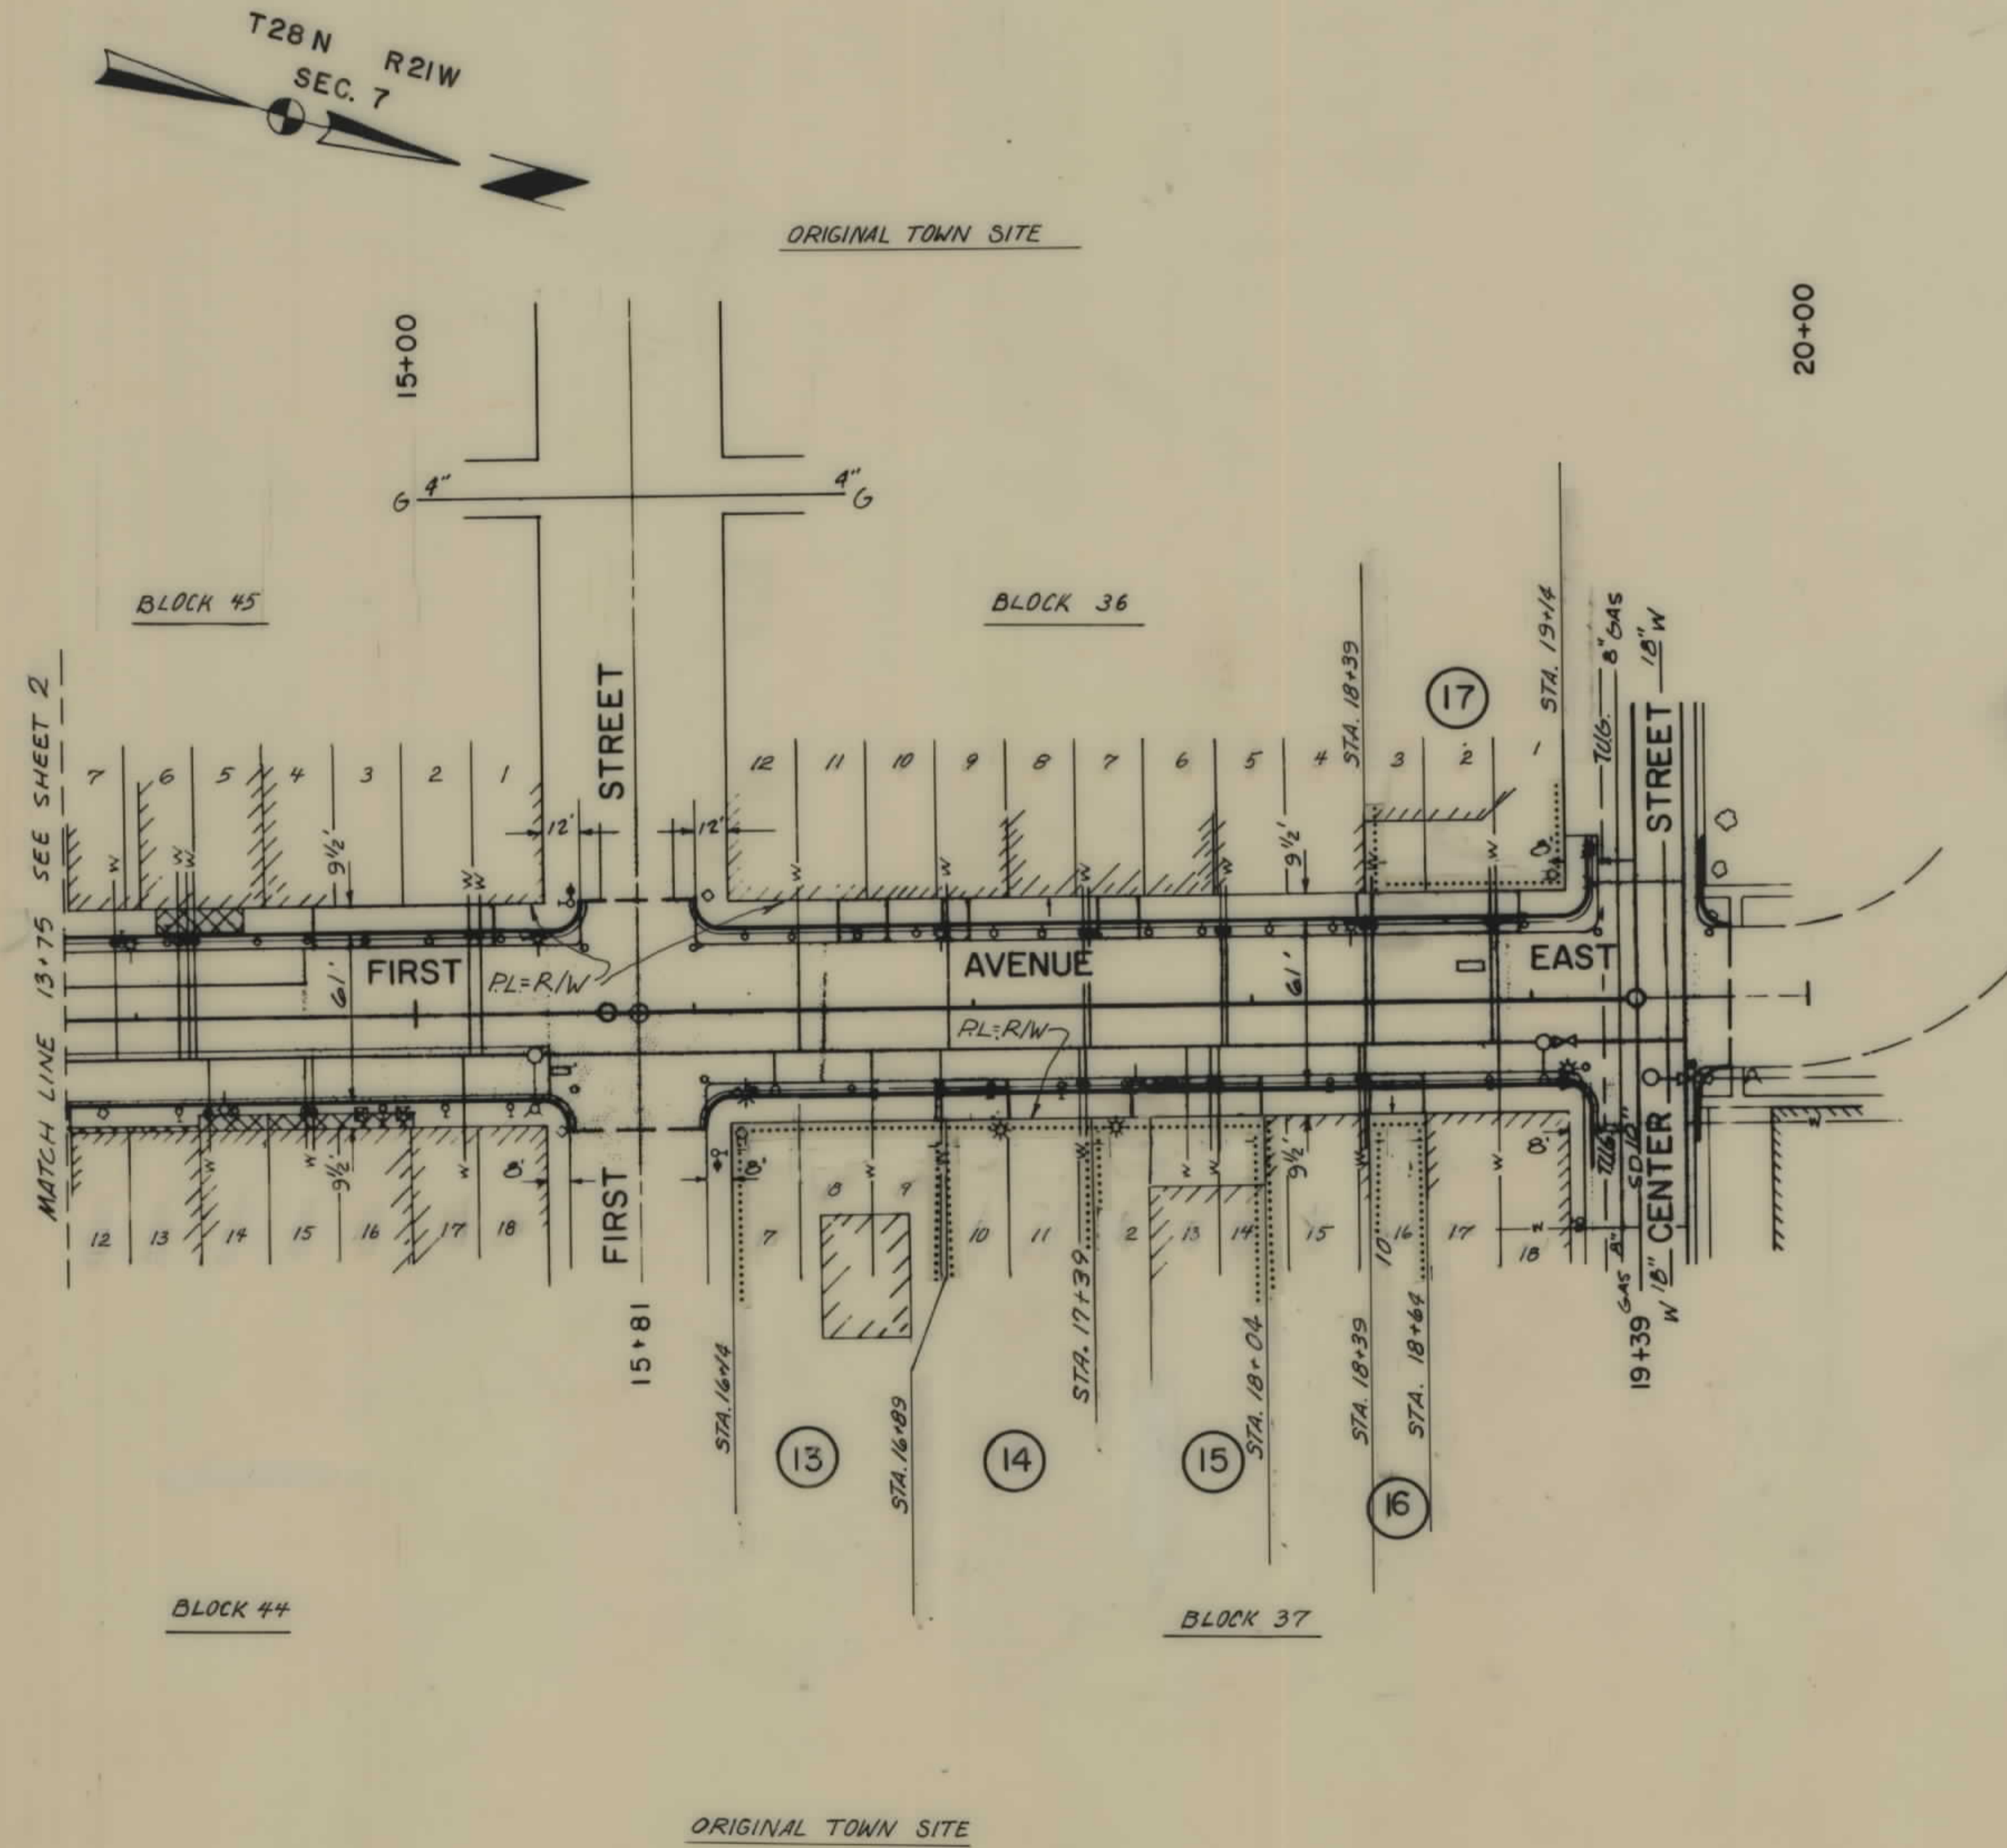 T28N R21W
SEC. 7
ORIGINAL TOWN SITE
15+00
20+00
G 4" 4" G
BLOCK 45
BLOCK 36
MATCH LINE 13+75 SEE SHEET 2
STREET
STA. 18+39
17
STA. 19+14
T.U.G.
8" GAS
18" W
STREET
7 6 5 4 3 2 1
12 11 10 9 8 7 6 5 4 3 2 1
9½'
12'
12'
9½'
8'
W W W W W
W W W W W W
FIRST
AVENUE
EAST
P.L.=R/W
61'
61'
P.L.=R/W
9½'
8'
10'
9½'
8'
W W W
W W W W W
12 13 14 15 16 17 18
7 8 9 10 11 2 13 14 15 16 17 18
10'
FIRST
15+81
STA. 16+14
STA. 16+89
STA. 17+39
STA. 18+04
STA. 18+39
STA. 18+64
T.U.G.
SD 10"
GAS 8"
W 18"
CENTER
19+39
13
14
15
16
BLOCK 44
BLOCK 37
ORIGINAL TOWN SITE